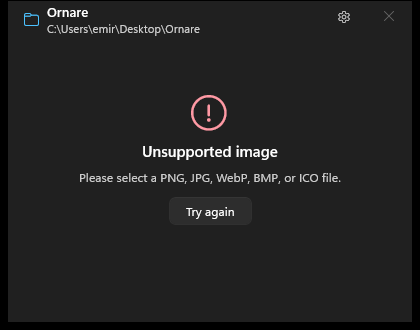 Ornare
C:\Users\emir\Desktop\Ornare
Unsupported image
Please select a PNG, JPG, WebP, BMP, or ICO file.
Try again